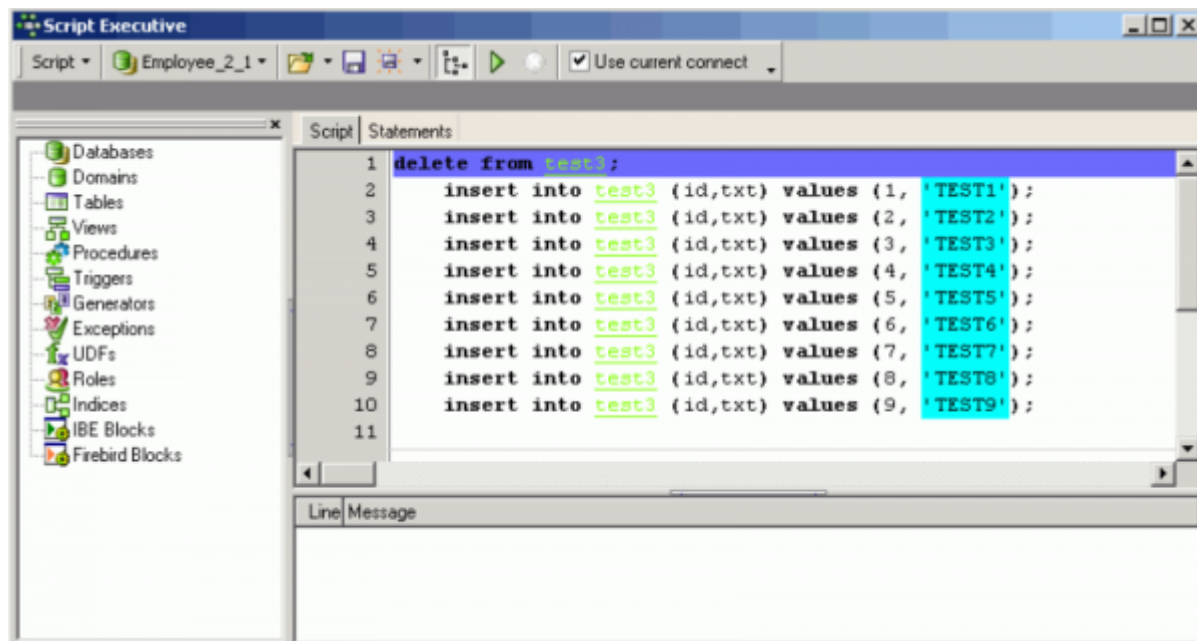 Script Executive
Script Employee_2_1 Use current connect
Databases
Domains
Tables
Views
Procedures
Triggers
Generators
Exceptions
UDFs
Roles
Indices
IBE Blocks
Firebird Blocks
Script Statements
1 delete from test3;
2 insert into test3 (id,txt) values (1, 'TEST1');
3 insert into test3 (id,txt) values (2, 'TEST2');
4 insert into test3 (id,txt) values (3, 'TEST3');
5 insert into test3 (id,txt) values (4, 'TEST4');
6 insert into test3 (id,txt) values (5, 'TEST5');
7 insert into test3 (id,txt) values (6, 'TEST6');
8 insert into test3 (id,txt) values (7, 'TEST7');
9 insert into test3 (id,txt) values (8, 'TEST8');
10 insert into test3 (id,txt) values (9, 'TEST9');
11
Line Message